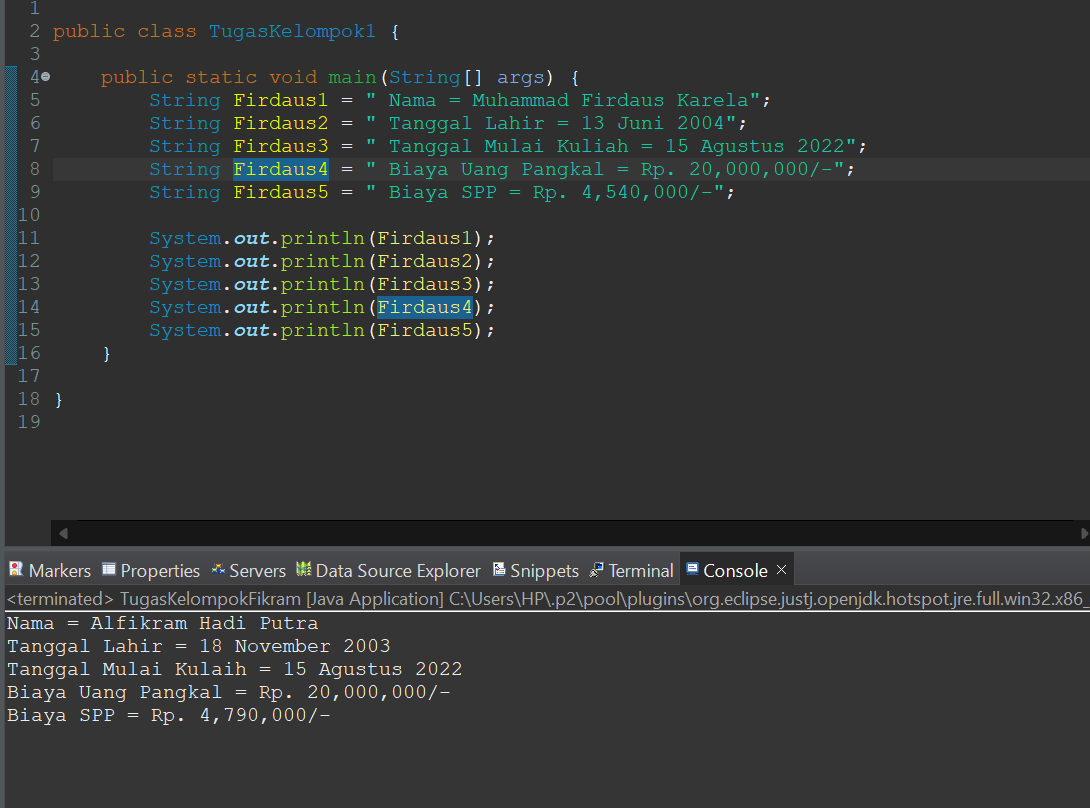 1
2 public class TugasKelompok1 {
3
4 public static void main(String[] args) {
5 String Firdaus1 = " Nama = Muhammad Firdaus Karela";
6 String Firdaus2 = " Tanggal Lahir = 13 Juni 2004";
7 String Firdaus3 = " Tanggal Mulai Kuliah = 15 Agustus 2022";
8 String Firdaus4 = " Biaya Uang Pangkal = Rp. 20,000,000/-";
9 String Firdaus5 = " Biaya SPP = Rp. 4,540,000/-";
10
11 System.out.println(Firdaus1);
12 System.out.println(Firdaus2);
13 System.out.println(Firdaus3);
14 System.out.println(Firdaus4);
15 System.out.println(Firdaus5);
16 }
17
18 }
19
Markers Properties Servers Data Source Explorer Snippets Terminal Console
<terminated> TugasKelompokFikram [Java Application] C:\Users\HP\.p2\pool\plugins\org.eclipse.justj.openjdk.hotspot.jre.full.win32.x86_
Nama = Alfikram Hadi Putra
Tanggal Lahir = 18 November 2003
Tanggal Mulai Kulaih = 15 Agustus 2022
Biaya Uang Pangkal = Rp. 20,000,000/-
Biaya SPP = Rp. 4,790,000/-